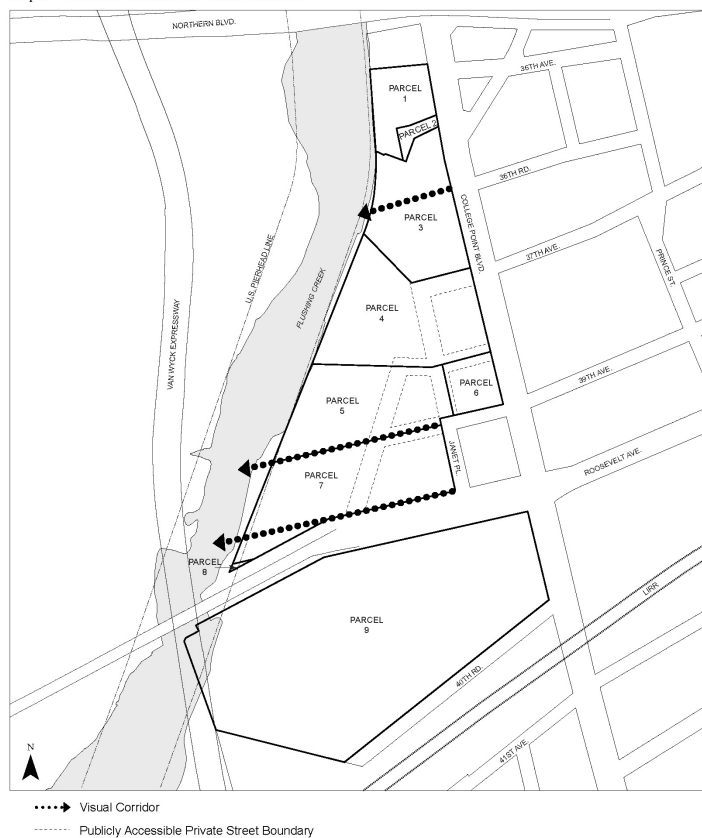 NORTHERN BLVD.
36TH AVE.
PARCEL
1
PARCEL 2
36TH RD.
COLLEGE POINT BLVD.
PARCEL
3
37TH AVE.
PRINCE ST.
U.S. PIERHEAD LINE
FLUSHING CREEK
VAN WYCK EXPRESSWAY
PARCEL
4
39TH AVE.
PARCEL
6
PARCEL
5
JANET PL.
ROOSEVELT AVE.
PARCEL
7
PARCEL
8
PARCEL
9
LIRR
40TH RD.
41ST AVE.
N
Visual Corridor
Publicly Accessible Private Street Boundary